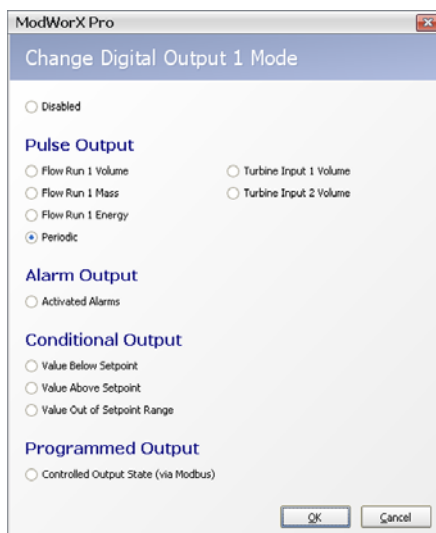 ModWorX Pro
Change Digital Output 1 Mode
Disabled
Pulse Output
Flow Run 1 Volume
Turbine Input 1 Volume
Flow Run 1 Mass
Turbine Input 2 Volume
Flow Run 1 Energy
Periodic
Alarm Output
Activated Alarms
Conditional Output
Value Below Setpoint
Value Above Setpoint
Value Out of Setpoint Range
Programmed Output
Controlled Output State (via Modbus)
OK
Cancel